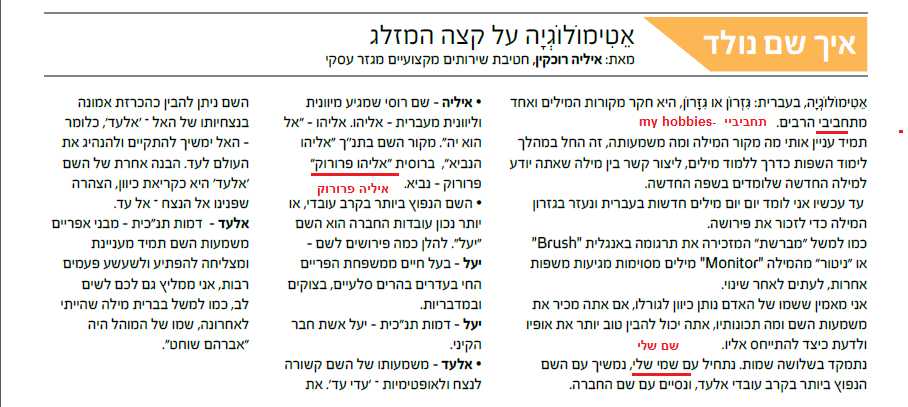 איך שם נולד
אֵטִימוֹלוֹגְיָה על קצה המזלג
מאת: איליה רוכקין, חטיבת שירותים מקצועיים מגזר עסקי
אֵטִימוֹלוֹגְיָה, בעברית: גִּזְרוֹן או גִּזָּרוֹן, היא חקר מקורות המילים ואחד
מתחביבי הרבים. תחביביי -my hobbies
תמיד עניין אותי מה מקור המילה ומה משמעותה, זה החל במהלך
לימוד השפות כדרך ללמוד מילים, ליצור קשר בין מילה שאתה יודע
למילה החדשה שלומדים בשפה החדשה.
עד עכשיו אני לומד יום יום מילים חדשות בעברית ונעזר בגזרון
המילה כדי לזכור את פירושה.
כמו למשל "מברשת" המזכירה את תרגומה באנגלית "Brush"
או "ניטור" מהמילה "Monitor" מילים מסוימות מגיעות משפות
אחרות, לעתים לאחר שינוי.
אני מאמין ששמו של האדם נותן כיוון לגורלו, אם אתה מכיר את
משמעות השם ומה תכונותיו, אתה יכול להבין טוב יותר את אופיו
ולדעת כיצד להתייחס אליו.
שם שלי
נתמקד בשלושה שמות. נתחיל עם שמי שלי, נמשיך עם השם
הנפוץ ביותר בקרב עובדי אלעד, ונסיים עם שם החברה.
• איליה - שם רוסי שמגיע מיוונית
וליוונית מעברית - אליהו. אליהו - "אל
הוא יה". מקור השם בתנ"ך "אליהו
הנביא", ברוסית "אליהו פרורוק"
פרורוק - נביא.
איליה פרורוק
• השם הנפוץ ביותר בקרב עובדי, או
יותר נכון עובדות החברה הוא השם
"יעל". להלן כמה פירושים לשם -
יעל - בעל חיים ממשפחת הפריים
החי בעדרים בהרים סלעיים, בצוקים
ובמדבריות.
יעל - דמות תנ"כית - יעל אשת חבר
הקיני.
• אלעד - משמעותו של השם קשורה
לנצח ולאופטימיות - 'עדי עד'. את
השם ניתן להבין כהכרזת אמונה
בנצחיותו של האל - 'אלעד', כלומר
- האל ימשיך להתקיים ולהנהיג את
העולם לעד. הבנה אחרת של השם
'אלעד' היא כקריאת כיוון, הצהרה
שפנינו אל הנצח - אל עד.
אלעד - דמות תנ"כית - מבני אפריים
משמעות השם תמיד מעניינת
ומצליחה להפתיע ולשעשע פעמים
רבות, אני ממליץ גם לכם לשים
לב, כמו למשל בברית מילה שהייתי
לאחרונה, שמו של המוהל היה
"אברהם שוחט".